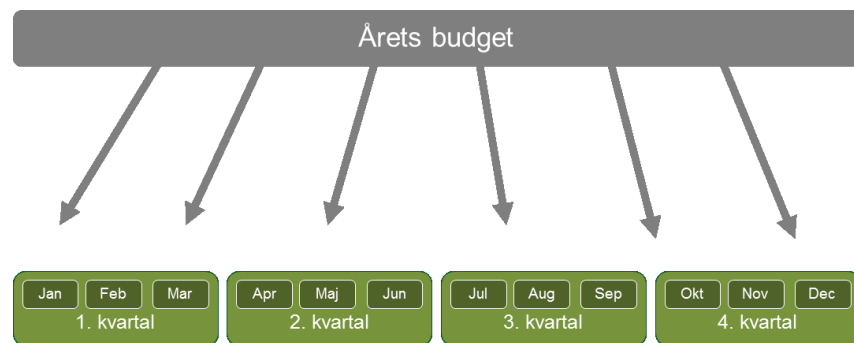 Årets budget
Jan Feb Mar
1. kvartal
Apr Maj Jun
2. kvartal
Jul Aug Sep
3. kvartal
Okt Nov Dec
4. kvartal